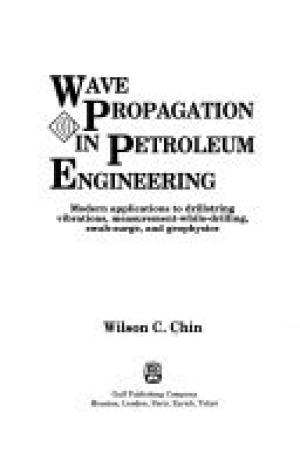 WAVE
PROPAGATION
IN PETROLEUM
ENGINEERING
Modern applications to drillstring
vibrations, measurement-while-drilling,
swab-surge, and geophysics
Wilson C. Chin
Gulf Publishing Company
Houston, London, Paris, Zurich, Tokyo